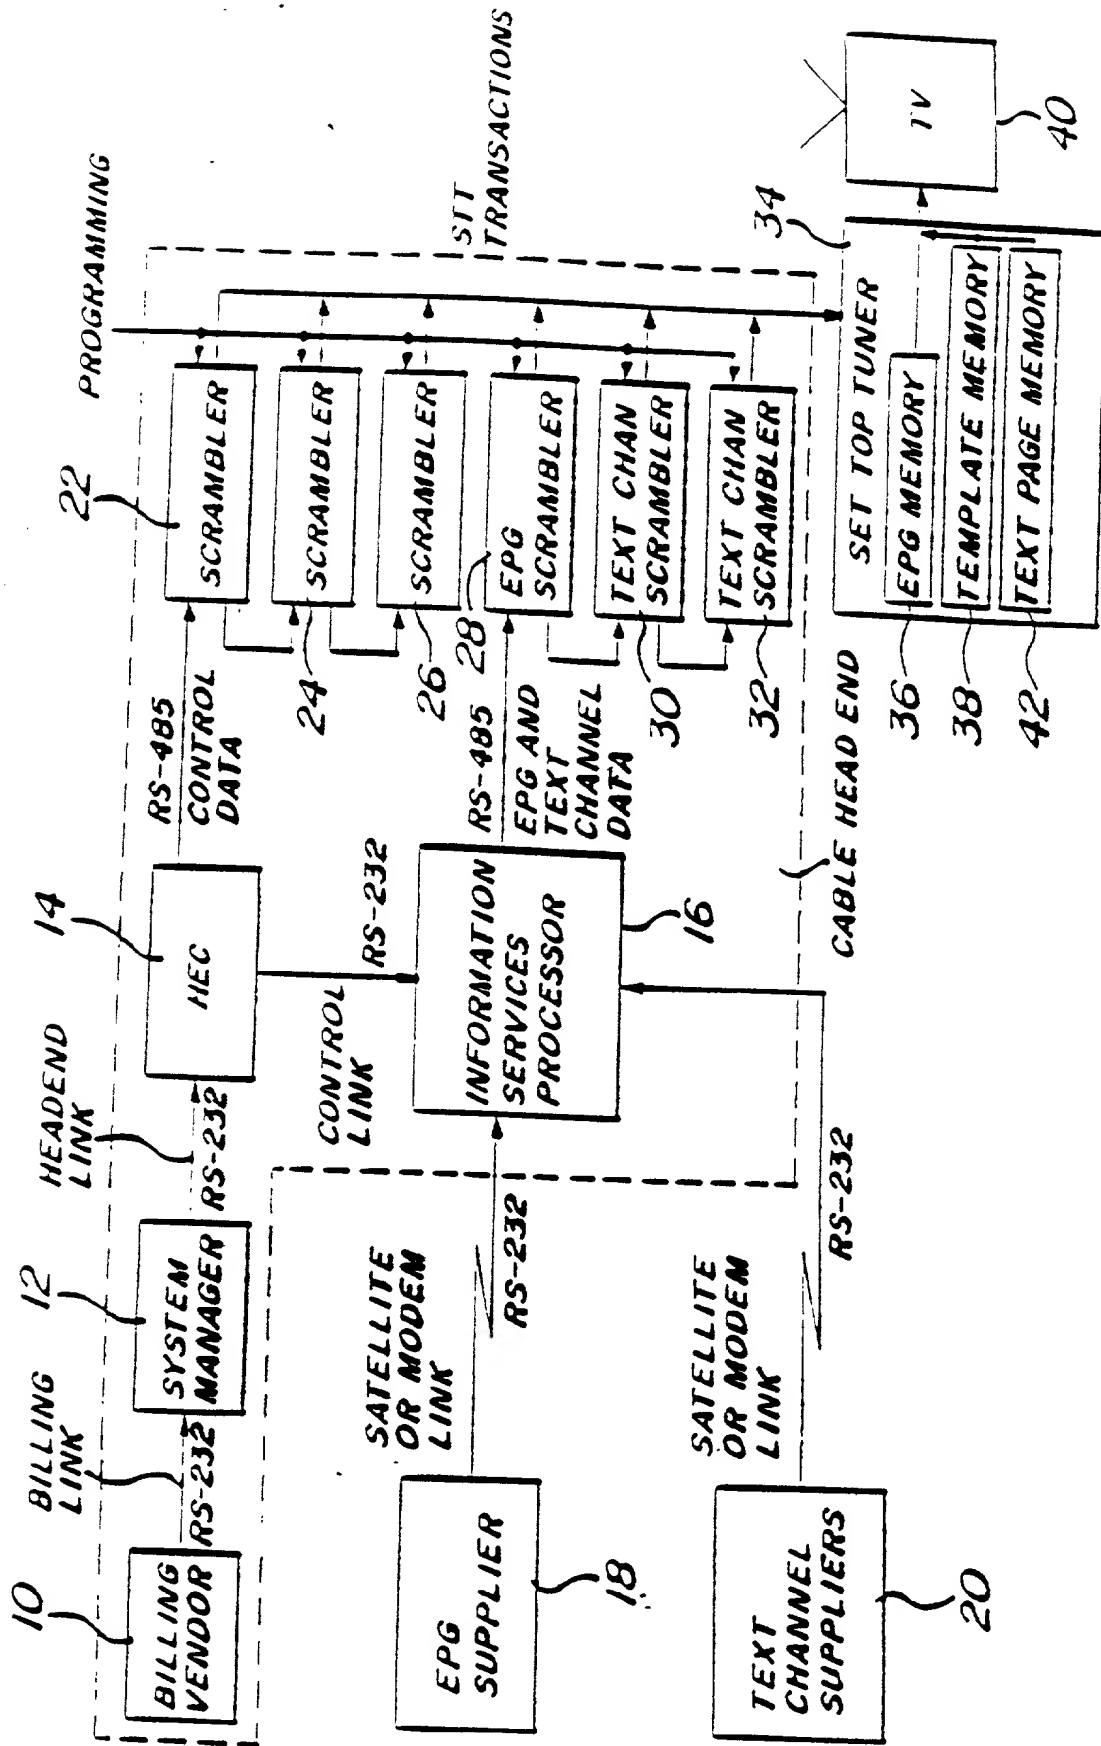 10
BILLING
VENDOR
BILLING
LINK
RS-232
12
SYSTEM
MANAGER
HEADEND
LINK
RS-232
14
HEC
RS-485
CONTROL
DATA
22
SCRAMBLER
PROGRAMING
STT
TRANSACTIONS
SCRAMBLER
24
SCRAMBLER
26
CONTROL
LINK
RS-232
18
EPG
SUPPLIER
SATELLITE
OR MODEM
LINK
RS-232
INFORMATION
SERVICES
PROCESSOR
16
RS-485
EPG AND
TEXT
CHANNEL
DATA
28
EPG
SCRAMBLER
TEXT CHAN
SCRAMBLER
30
TEXT CHAN
SCRAMBLER
32
TEXT
CHANNEL
SUPPLIERS
20
SATELLITE
OR MODEM
LINK
RS-232
CABLE HEAD END
34
SET TOP TUNER
EPG MEMORY
36
TEMPLATE MEMORY
38
TEXT PAGE MEMORY
42
TV
40